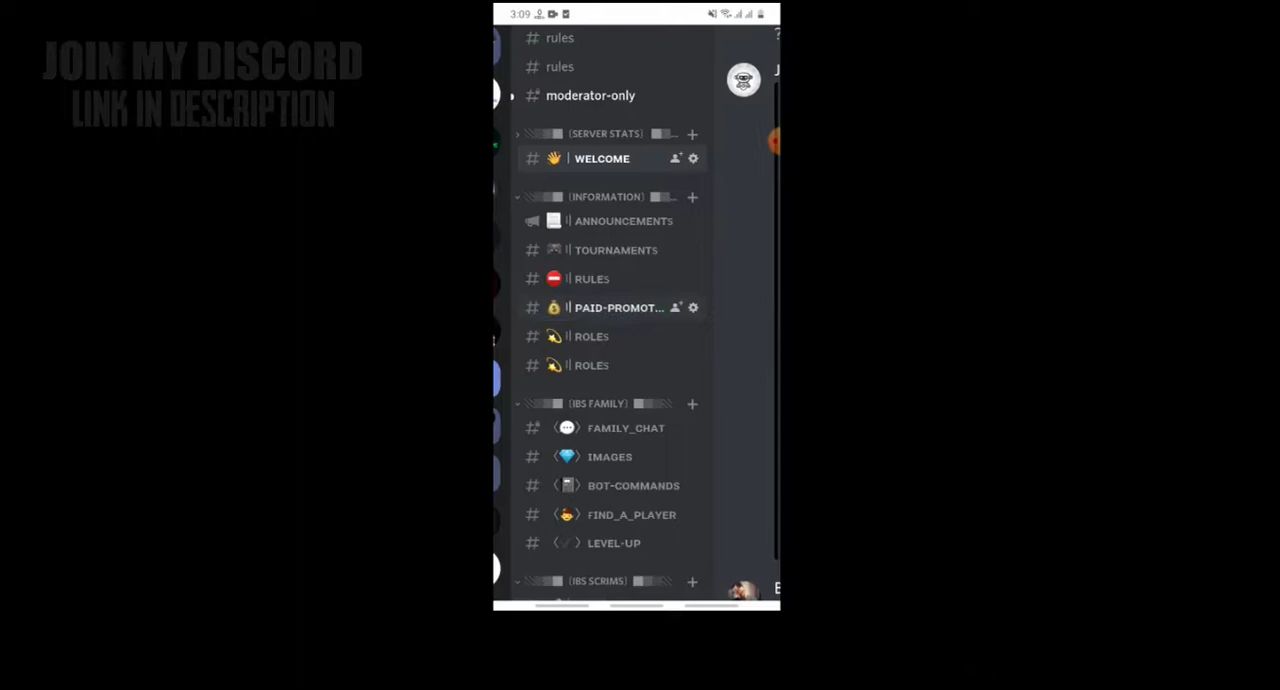 JOIN MY DISCORD
LINK IN DESCRIPTION
3:09
# rules
# rules
# moderator-only
(SERVER STATS) ... +
# 👋 | WELCOME
(INFORMATION) ... +
📃 || ANNOUNCEMENTS
# 🎮 || TOURNAMENTS
# ⛔ || RULES
# 💰 || PAID-PROMOT...
# 💫 || ROLES
# 💫 || ROLES
(IBS FAMILY) +
# 〈💬〉 FAMILY_CHAT
# 〈💎〉 IMAGES
# 〈〉 BOT-COMMANDS
# 〈〉 FIND_A_PLAYER
# 〈〉 LEVEL-UP
(IBS SCRIMS) +